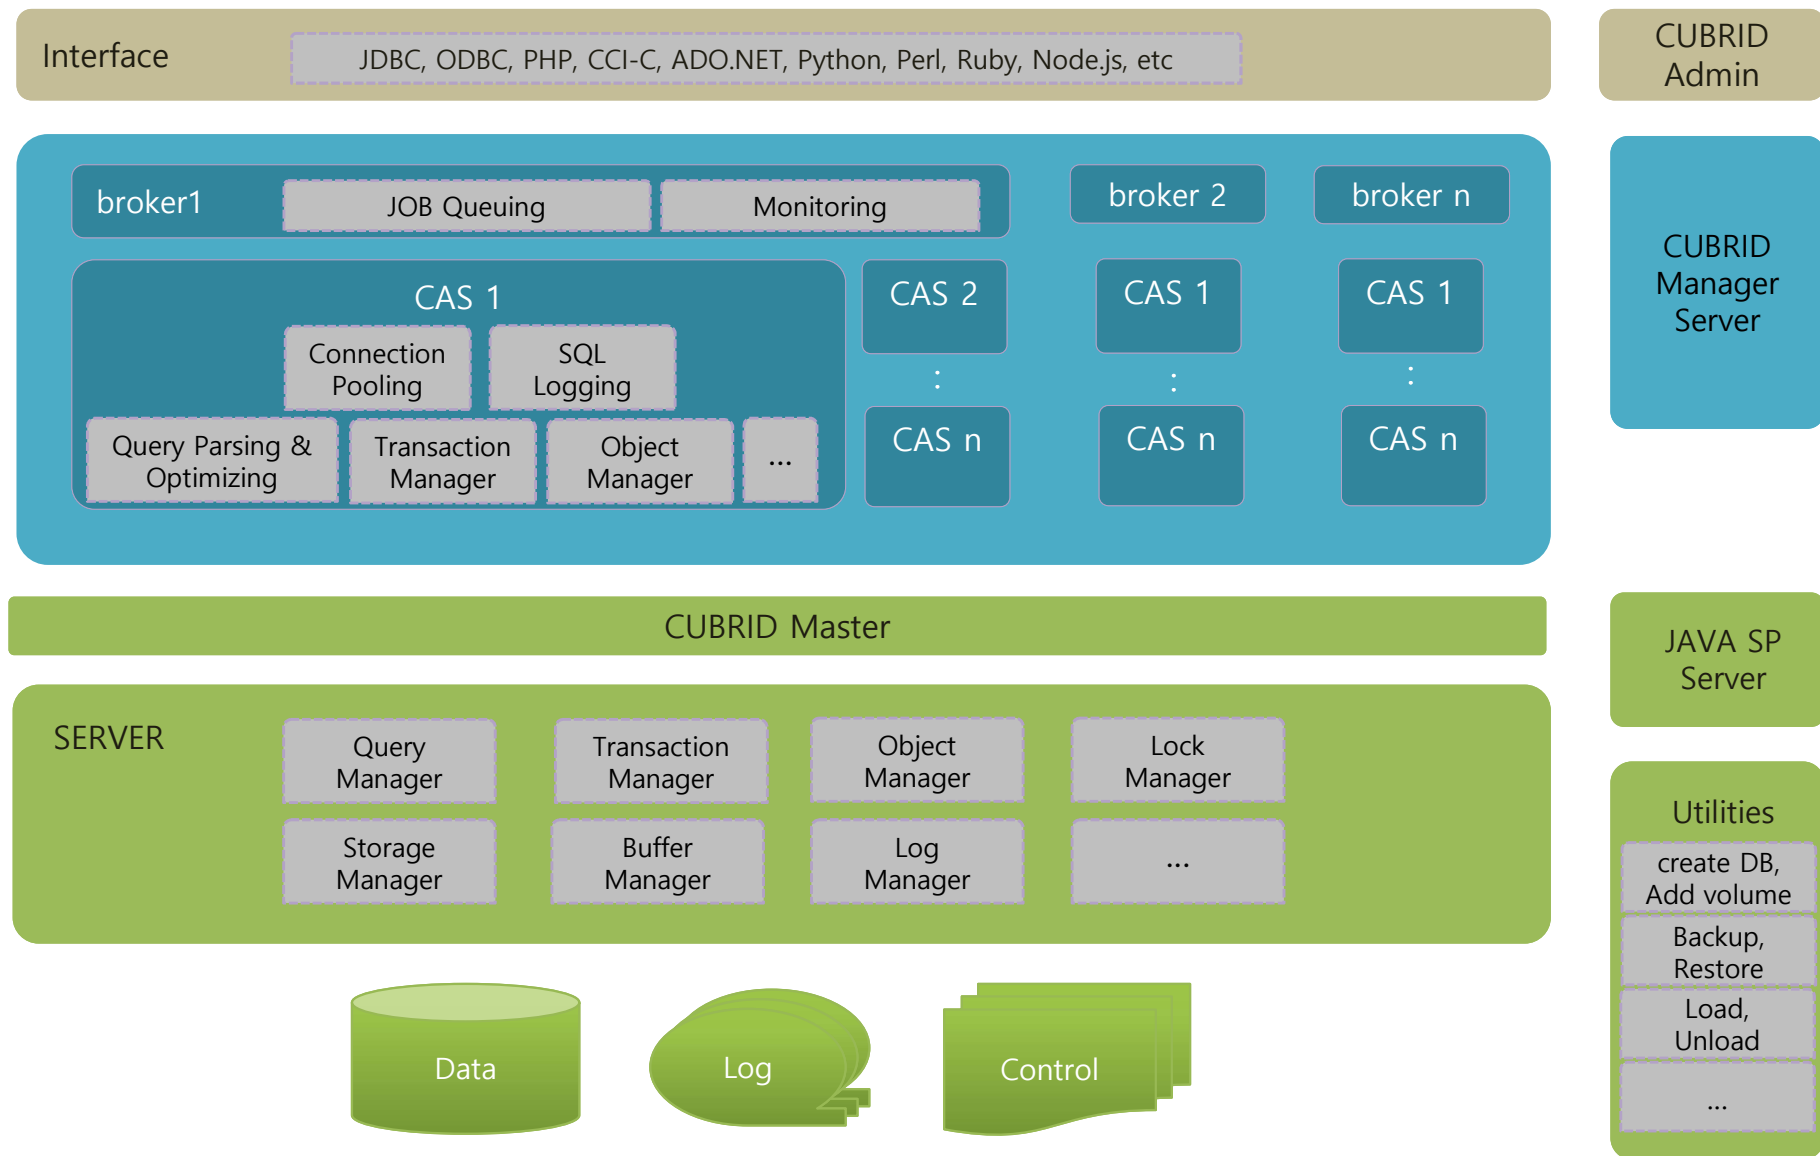 Interface
JDBC, ODBC, PHP, CCI-C, ADO.NET, Python, Perl, Ruby, Node.js, etc
CUBRID
Admin
broker1
JOB Queuing
Monitoring
broker 2
broker n
CAS 1
Connection
Pooling
SQL
Logging
Query Parsing &
Optimizing
Transaction
Manager
Object
Manager
...
CAS 2
:
CAS n
CAS 1
:
CAS n
CAS 1
:
CAS n
CUBRID
Manager
Server
CUBRID Master
JAVA SP
Server
SERVER
Query
Manager
Transaction
Manager
Object
Manager
Lock
Manager
Storage
Manager
Buffer
Manager
Log
Manager
...
Utilities
create DB,
Add volume
Backup,
Restore
Load,
Unload
...
Data
Log
Control